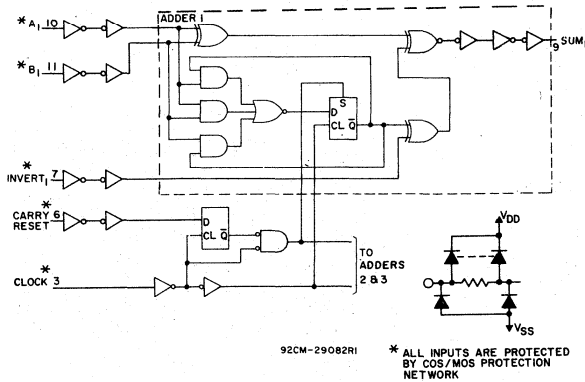 ADDER 1
* A₁ 10
* B₁ 11
9 SUM₁
S
D
CL Q̅
* INVERT₁ 7
* CARRY 6
RESET
D
CL Q̅
* CLOCK 3
TO
ADDERS
2 & 3
VDD
VSS
92CM-29082R1
* ALL INPUTS ARE PROTECTED
BY COS/MOS PROTECTION
NETWORK